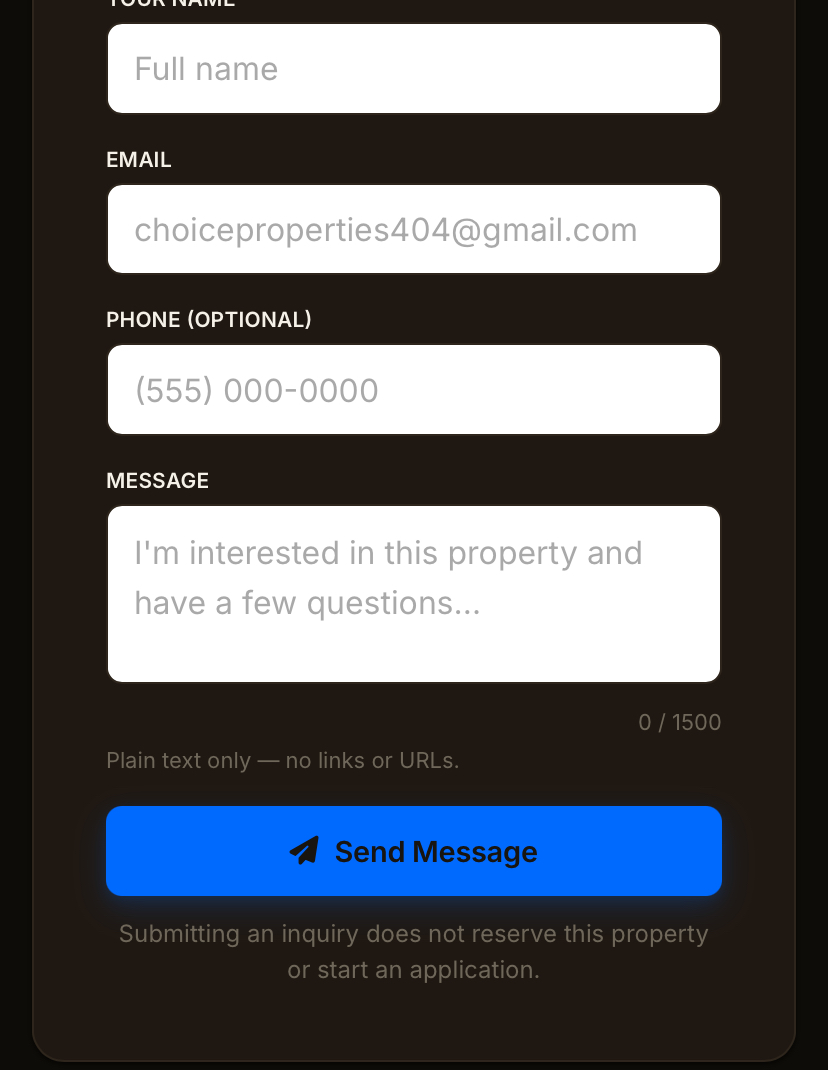 YOUR NAME
Full name
EMAIL
choiceproperties404@gmail.com
PHONE (OPTIONAL)
(555) 000-0000
MESSAGE
I'm interested in this property and
have a few questions...
0 / 1500
Plain text only — no links or URLs.
Send Message
Submitting an inquiry does not reserve this property
or start an application.